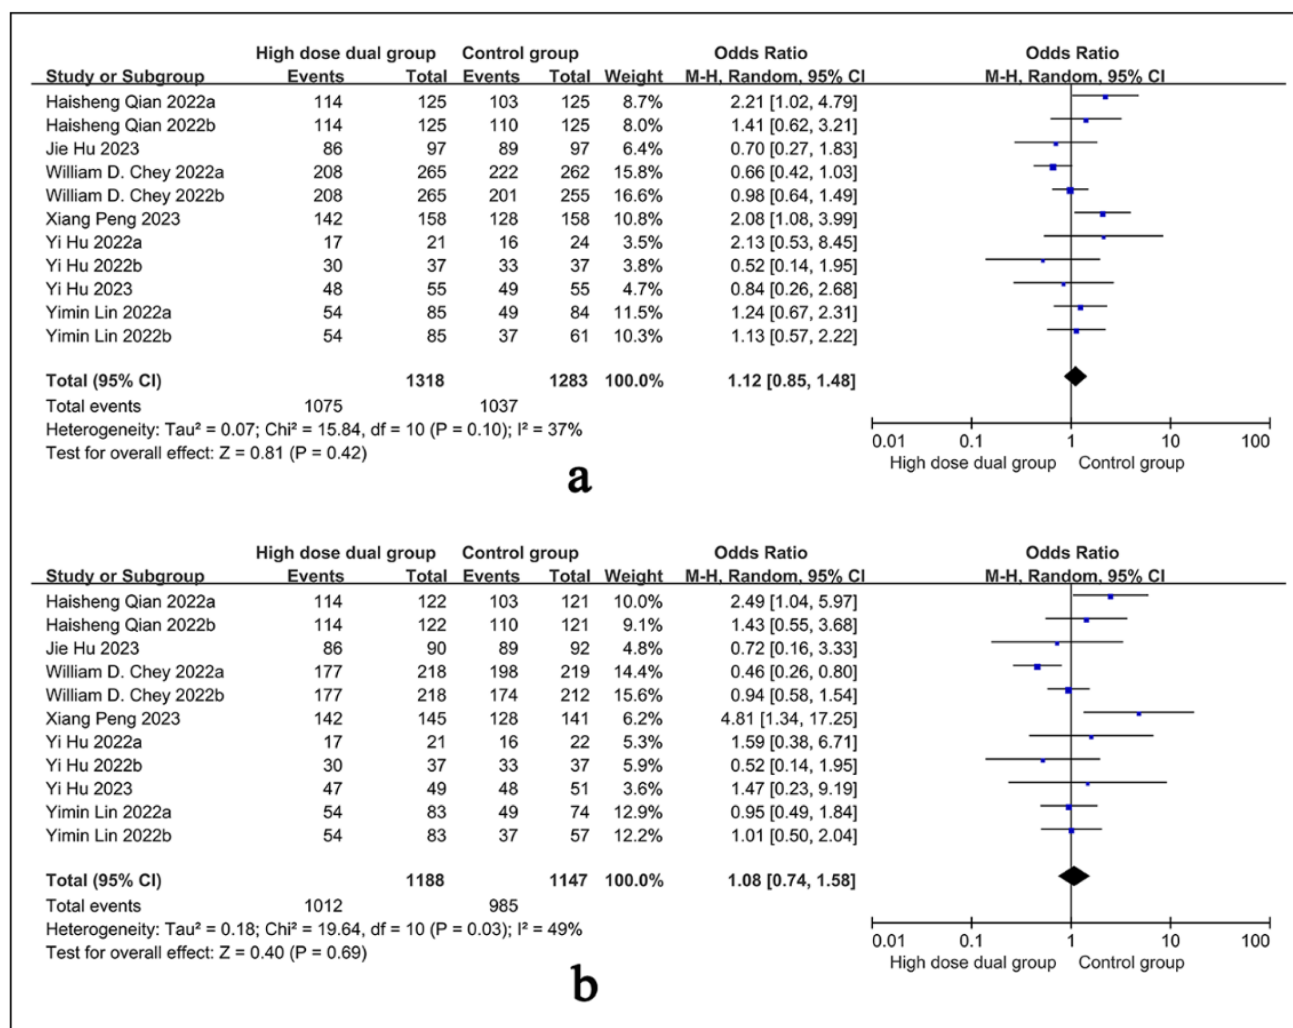 High dose dual group Control group Odds Ratio Odds Ratio
Study or Subgroup Events Total Events Total Weight M-H, Random, 95% CI M-H, Random, 95% CI
Haisheng Qian 2022a 114 125 103 125 8.7% 2.21 [1.02, 4.79]
Haisheng Qian 2022b 114 125 110 125 8.0% 1.41 [0.62, 3.21]
Jie Hu 2023 86 97 89 97 6.4% 0.70 [0.27, 1.83]
William D. Chey 2022a 208 265 222 262 15.8% 0.66 [0.42, 1.03]
William D. Chey 2022b 208 265 201 255 16.6% 0.98 [0.64, 1.49]
Xiang Peng 2023 142 158 128 158 10.8% 2.08 [1.08, 3.99]
Yi Hu 2022a 17 21 16 24 3.5% 2.13 [0.53, 8.45]
Yi Hu 2022b 30 37 33 37 3.8% 0.52 [0.14, 1.95]
Yi Hu 2023 48 55 49 55 4.7% 0.84 [0.26, 2.68]
Yimin Lin 2022a 54 85 49 84 11.5% 1.24 [0.67, 2.31]
Yimin Lin 2022b 54 85 37 61 10.3% 1.13 [0.57, 2.22]
Total (95% CI) 1318 1283 100.0% 1.12 [0.85, 1.48]
Total events 1075 1037
Heterogeneity: Tau² = 0.07; Chi² = 15.84, df = 10 (P = 0.10); I² = 37%
Test for overall effect: Z = 0.81 (P = 0.42)
0.01 0.1 1 10 100
High dose dual group Control group
a
High dose dual group Control group Odds Ratio Odds Ratio
Study or Subgroup Events Total Events Total Weight M-H, Random, 95% CI M-H, Random, 95% CI
Haisheng Qian 2022a 114 122 103 121 10.0% 2.49 [1.04, 5.97]
Haisheng Qian 2022b 114 122 110 121 9.1% 1.43 [0.55, 3.68]
Jie Hu 2023 86 90 89 92 4.8% 0.72 [0.16, 3.33]
William D. Chey 2022a 177 218 198 219 14.4% 0.46 [0.26, 0.80]
William D. Chey 2022b 177 218 174 212 15.6% 0.94 [0.58, 1.54]
Xiang Peng 2023 142 145 128 141 6.2% 4.81 [1.34, 17.25]
Yi Hu 2022a 17 21 16 22 5.3% 1.59 [0.38, 6.71]
Yi Hu 2022b 30 37 33 37 5.9% 0.52 [0.14, 1.95]
Yi Hu 2023 47 49 48 51 3.6% 1.47 [0.23, 9.19]
Yimin Lin 2022a 54 83 49 74 12.9% 0.95 [0.49, 1.84]
Yimin Lin 2022b 54 83 37 57 12.2% 1.01 [0.50, 2.04]
Total (95% CI) 1188 1147 100.0% 1.08 [0.74, 1.58]
Total events 1012 985
Heterogeneity: Tau² = 0.18; Chi² = 19.64, df = 10 (P = 0.03); I² = 49%
Test for overall effect: Z = 0.40 (P = 0.69)
0.01 0.1 1 10 100
High dose dual group Control group
b